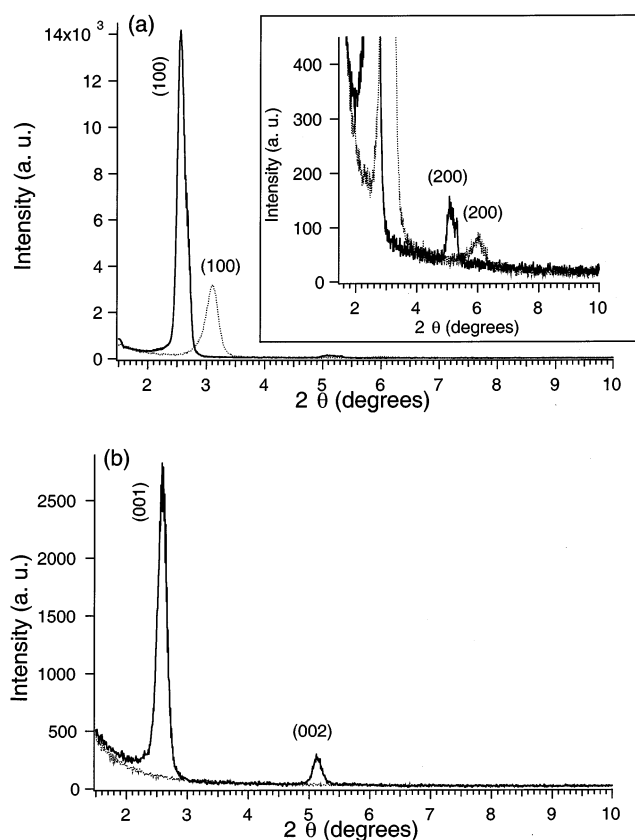 (a)
14x10 3
12
10
8
6
4
2
0
Intensity (a. u.)
(100)
(100)
2 3 4 5 6 7 8 9 10
2 θ (degrees)
400
300
200
100
0
Intensity (a. u.)
(200)
(200)
2 4 6 8 10
2 θ (degrees)
(b)
2500
2000
1500
1000
500
0
Intensity (a. u.)
(001)
(002)
2 3 4 5 6 7 8 9 10
2 θ (degrees)